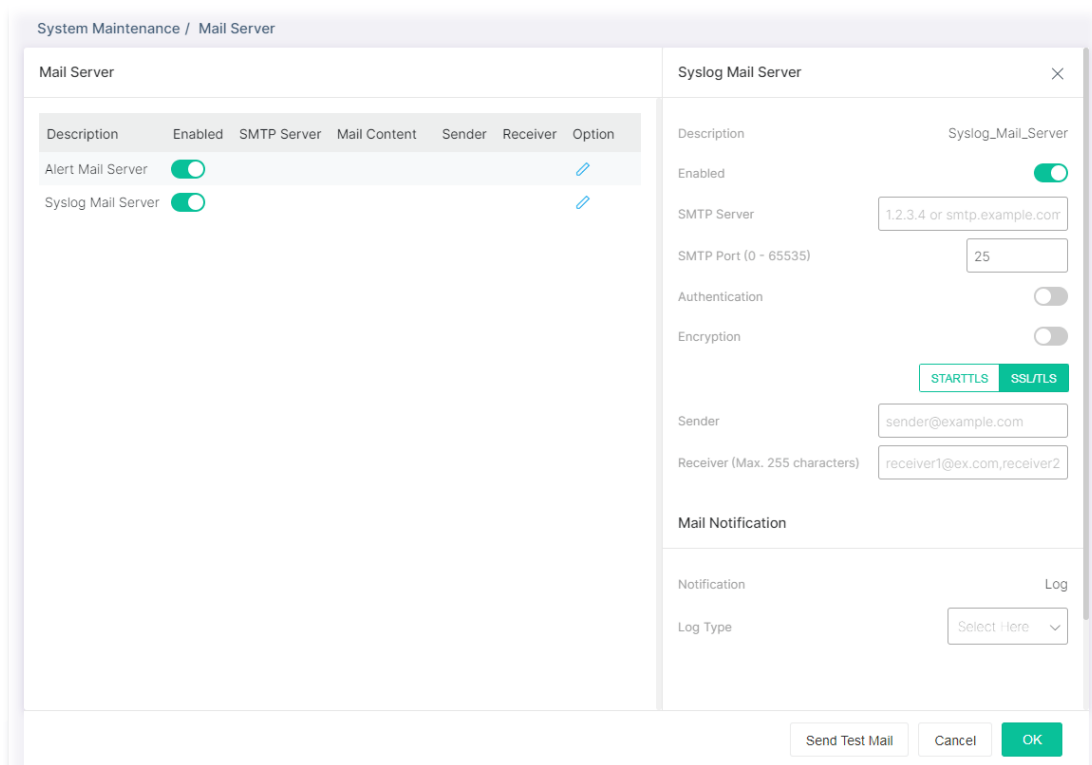 System Maintenance / Mail Server
Mail Server
Description Enabled SMTP Server Mail Content Sender Receiver Option
Alert Mail Server
Syslog Mail Server
Syslog Mail Server
Description Syslog_Mail_Server
Enabled
SMTP Server 1.2.3.4 or smtp.example.com
SMTP Port (0 - 65535) 25
Authentication
Encryption
STARTTLS SSL/TLS
Sender sender@example.com
Receiver (Max. 255 characters) receiver1@ex.com,receiver2
Mail Notification
Notification Log
Log Type Select Here
Send Test Mail Cancel OK